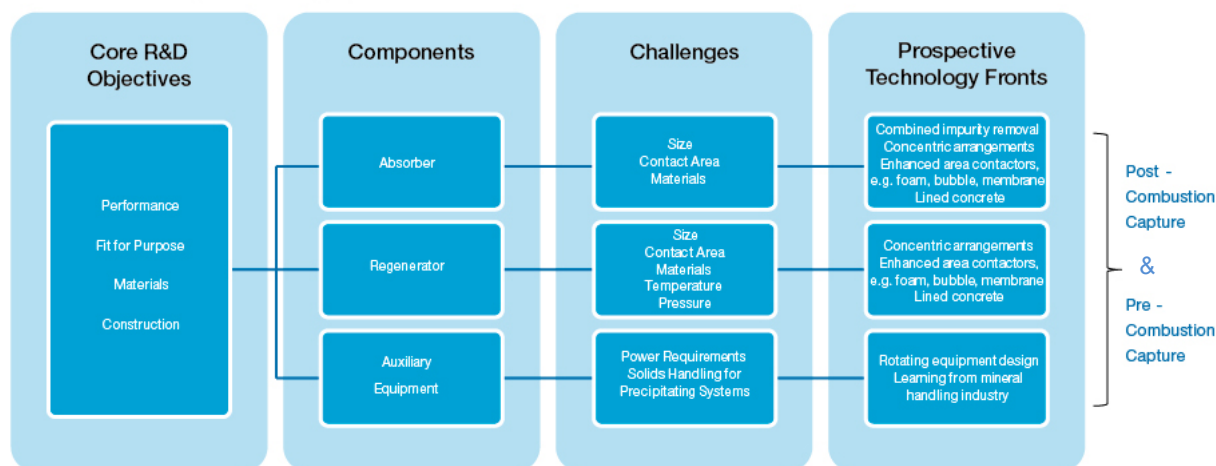 Core R&D
Objectives
Performance
Fit for Purpose
Materials
Construction
Components
Absorber
Regenerator
Auxiliary
Equipment
Challenges
Size
Contact Area
Materials
Size
Contact Area
Materials
Temperature
Pressure
Power Requirements
Solids Handling for
Precipitating Systems
Prospective
Technology Fronts
Combined impurity removal
Concentric arrangements
Enhanced area contactors,
e.g. foam, bubble, membrane
Lined concrete
Concentric arrangements
Enhanced area contactors,
e.g. foam, bubble, membrane
Lined concrete
Rotating equipment design
Learning from mineral
handling industry
Post -
Combustion
Capture
&
Pre -
Combustion
Capture